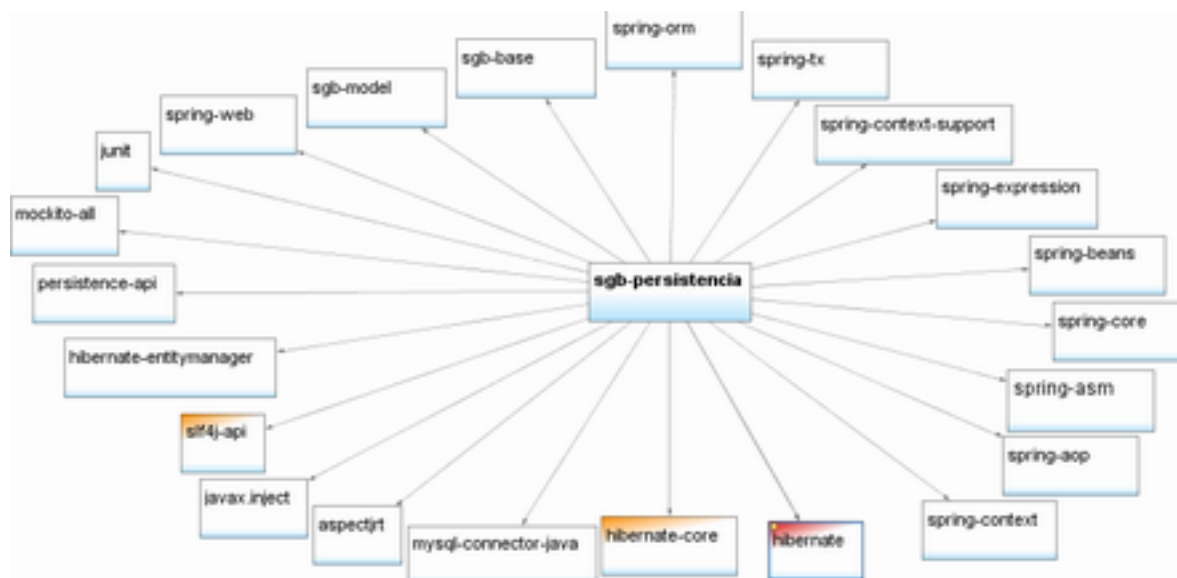 spring-orm
sgb-base
spring-tx
sgb-model
spring-web
spring-context-support
junit
spring-expression
mockito-all
spring-beans
persistence-api
sgb-persistencia
spring-core
hibernate-entitymanager
spring-asm
slf4j-api
spring-aop
javax.inject
aspectjrt
mysql-connector-java
hibernate-core
hibernate
spring-context